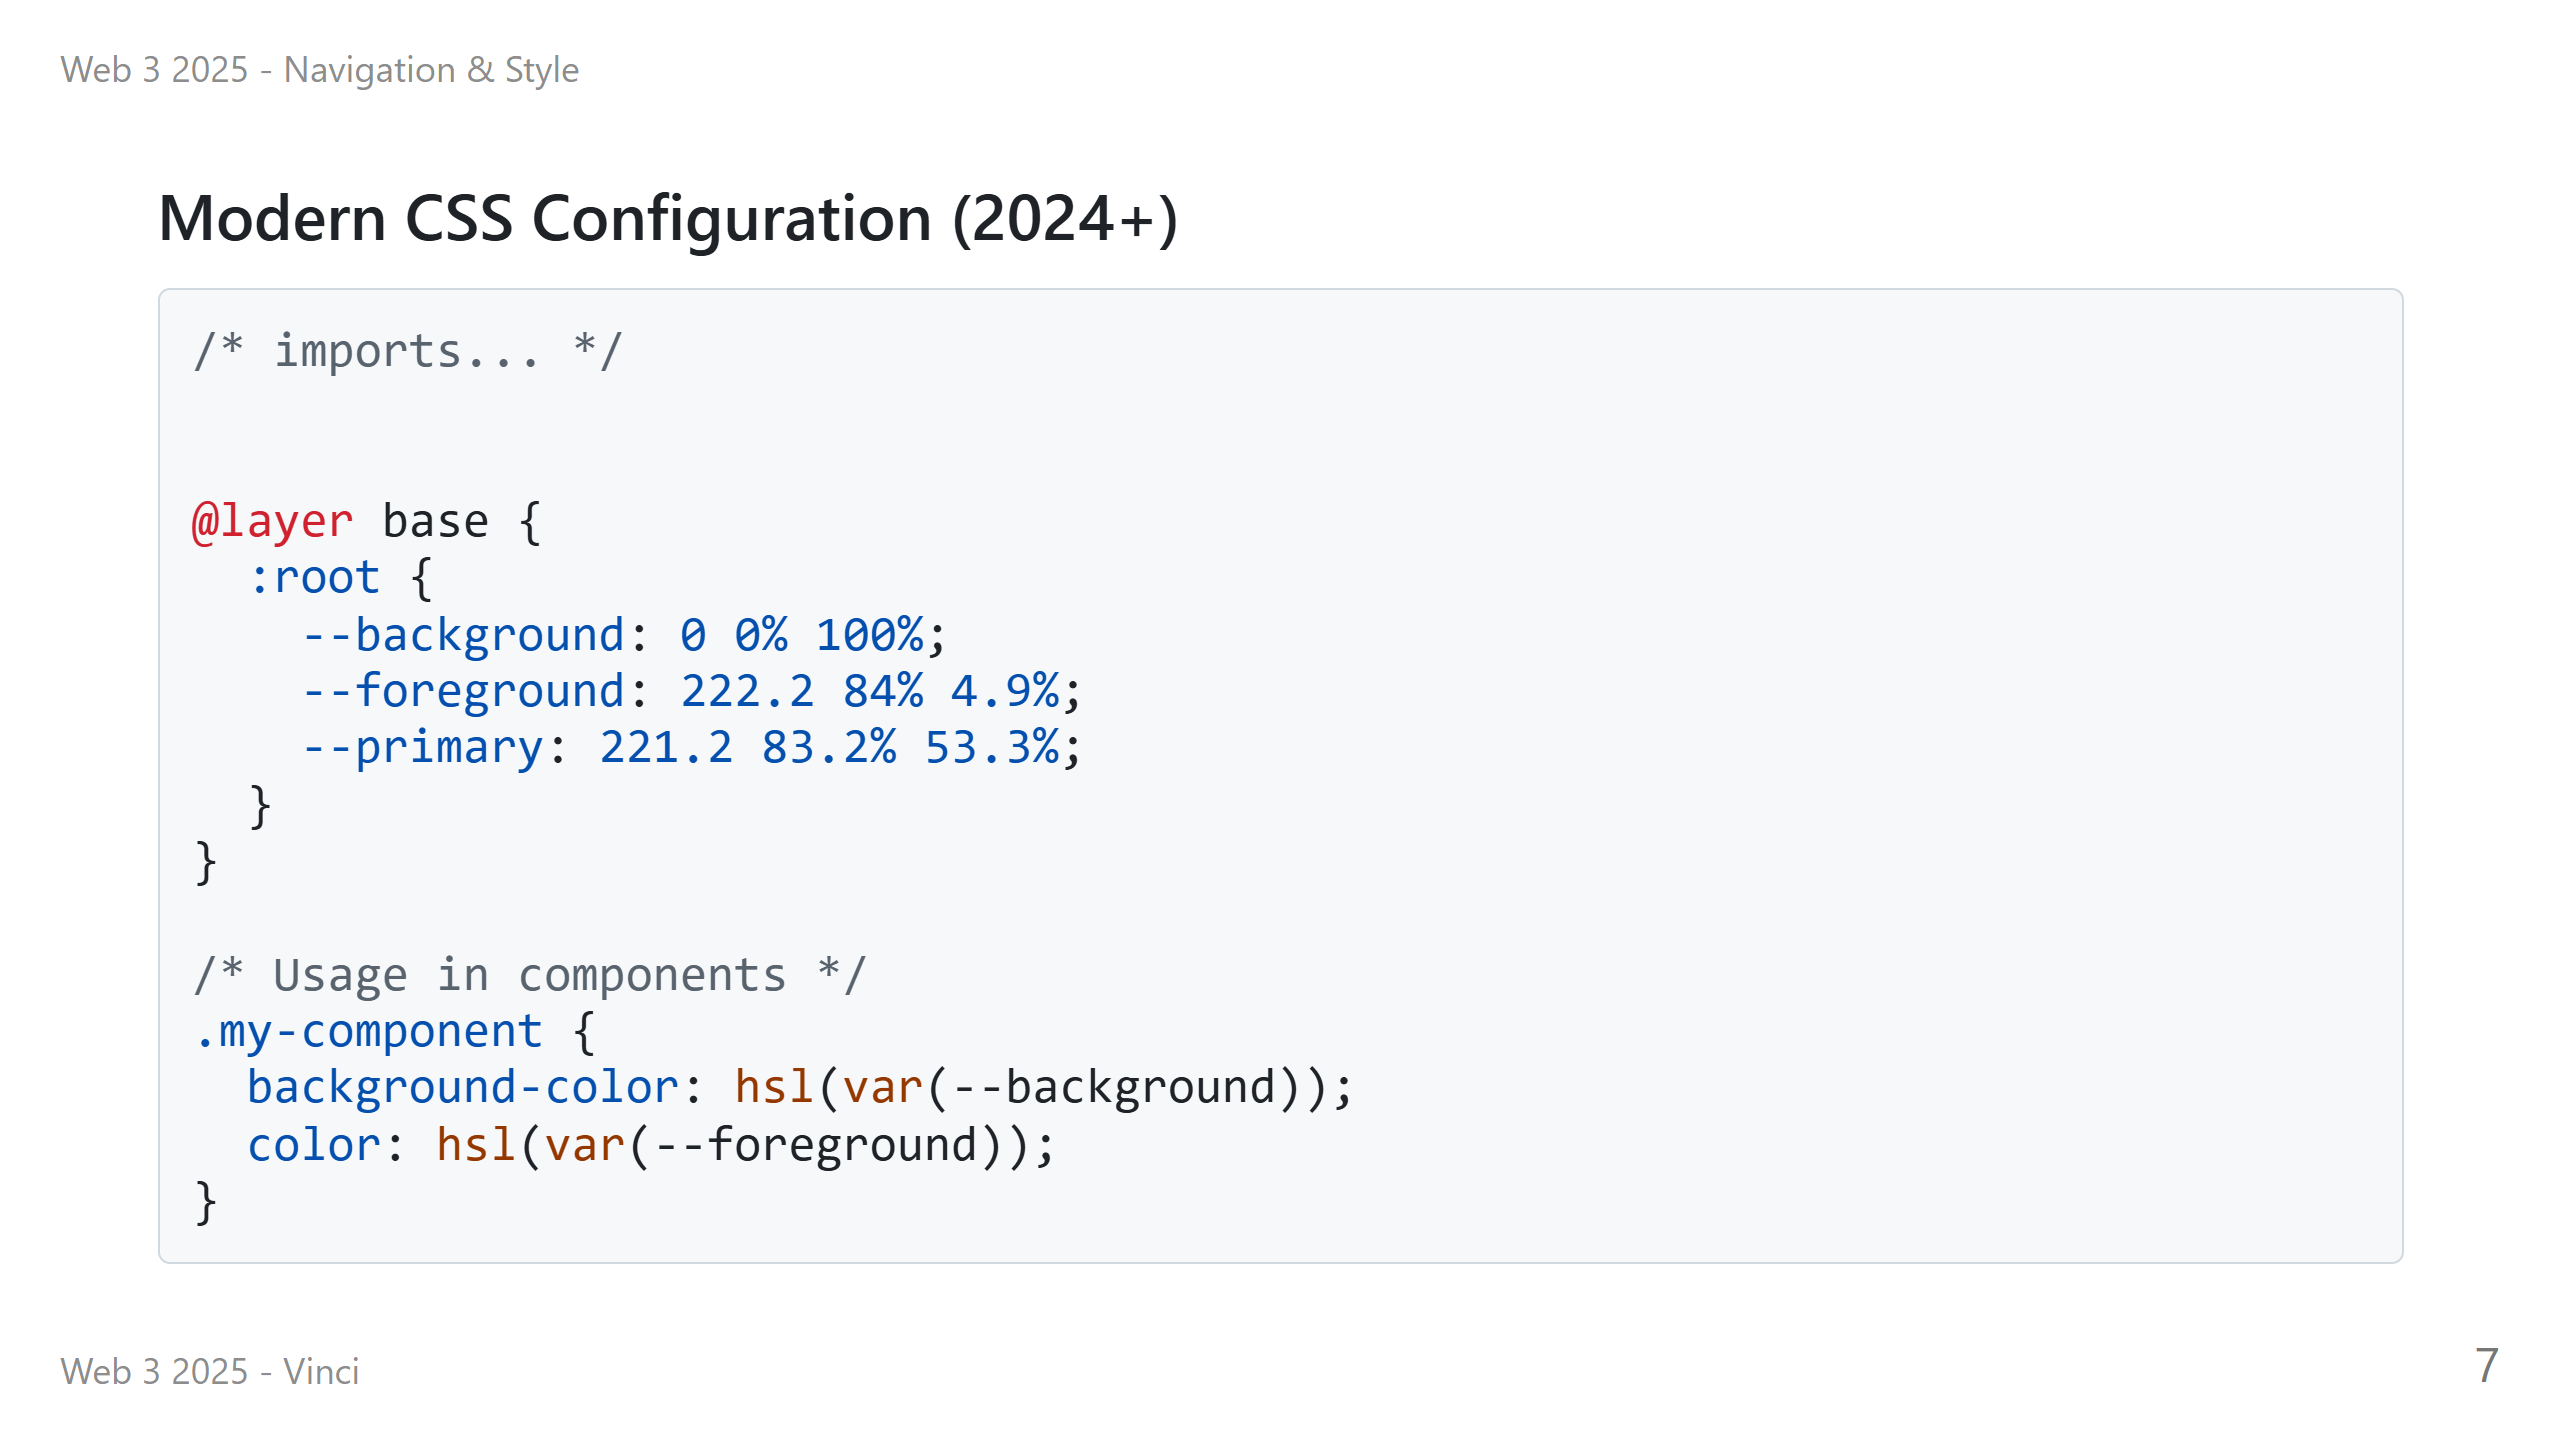 Web 3 2025 - Navigation & Style
Modern CSS Configuration (2024+)
/* imports... */
@layer base {
  :root {
    --background: 0 0% 100%;
    --foreground: 222.2 84% 4.9%;
    --primary: 221.2 83.2% 53.3%;
  }
}
/* Usage in components */
.my-component {
  background-color: hsl(var(--background));
  color: hsl(var(--foreground));
}
Web 3 2025 - Vinci
7